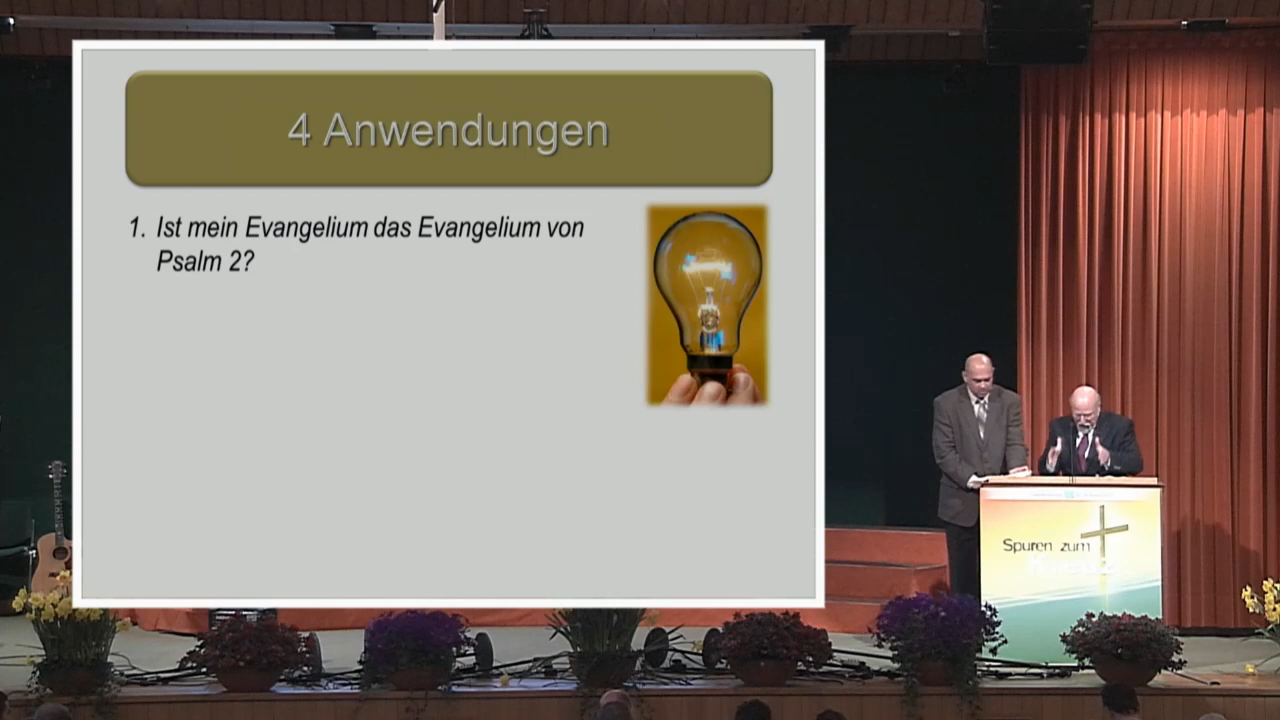 4 Anwendungen
1. Ist mein Evangelium das Evangelium von
Psalm 2?
Spuren zum